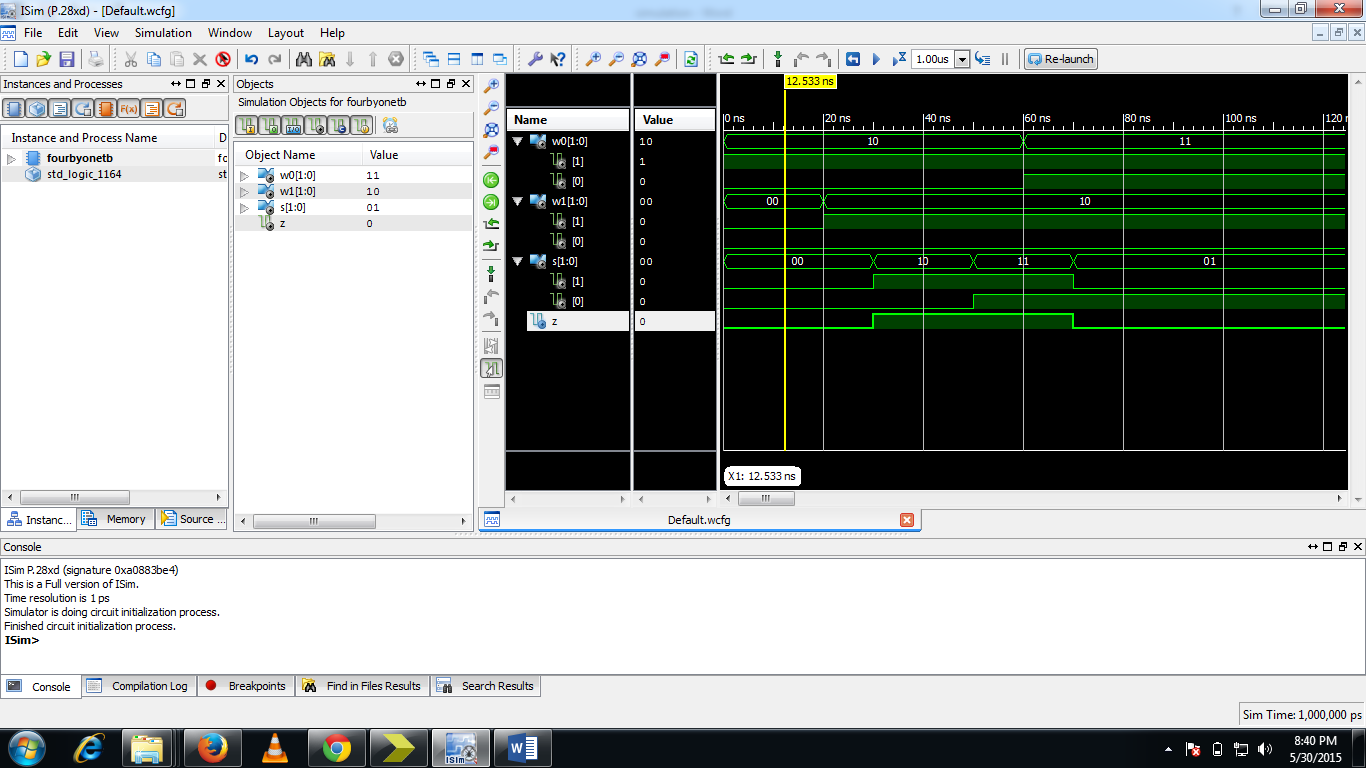 ISim (P.28xd) - [Default.wcfg]
File Edit View Simulation Window Layout Help
1.00us Re-launch
Instances and Processes
Instance and Process Name D
fourbyonetb fc
std_logic_1164 st
Instanc... Memory Source ...
Objects
Simulation Objects for fourbyonetb
Object Name Value
w0[1:0] 11
w1[1:0] 10
s[1:0] 01
z 0
Name Value
w0[1:0] 10
[1] 1
[0] 0
w1[1:0] 00
[1] 0
[0] 0
s[1:0] 00
[1] 0
[0] 0
z 0
12.533 ns
0 ns 20 ns 40 ns 60 ns 80 ns 100 ns 120 n
10 11
00 10
00 10 11 01
X1: 12.533 ns
Default.wcfg
Console
ISim P.28xd (signature 0xa0883be4)
This is a Full version of ISim.
Time resolution is 1 ps
Simulator is doing circuit initialization process.
Finished circuit initialization process.
ISim>
Console Compilation Log Breakpoints Find in Files Results Search Results
Sim Time: 1,000,000 ps
8:40 PM
5/30/2015